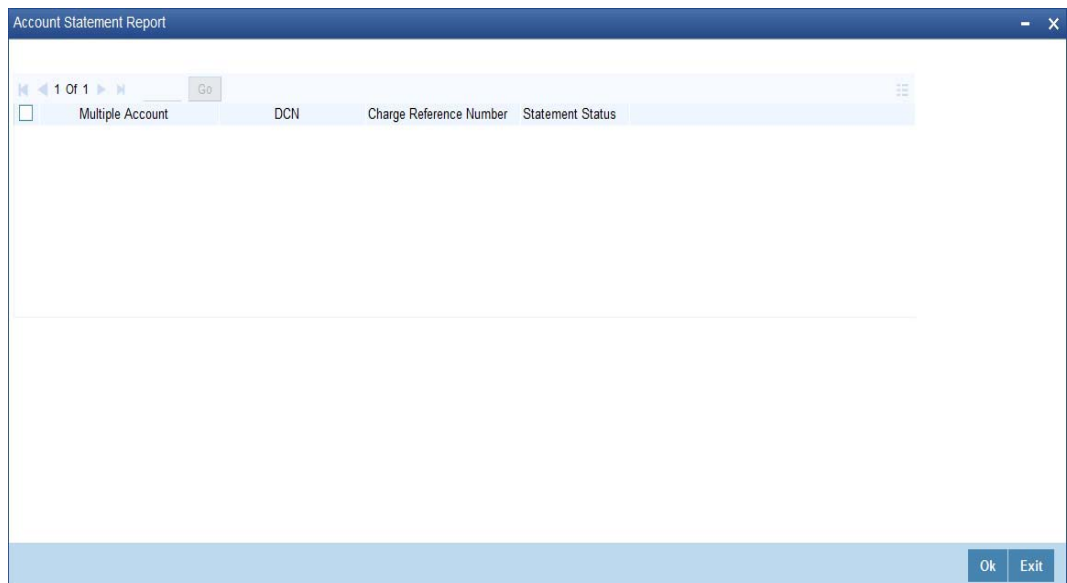 Account Statement Report
1 Of 1 Go
Multiple Account DCN Charge Reference Number Statement Status
Ok Exit